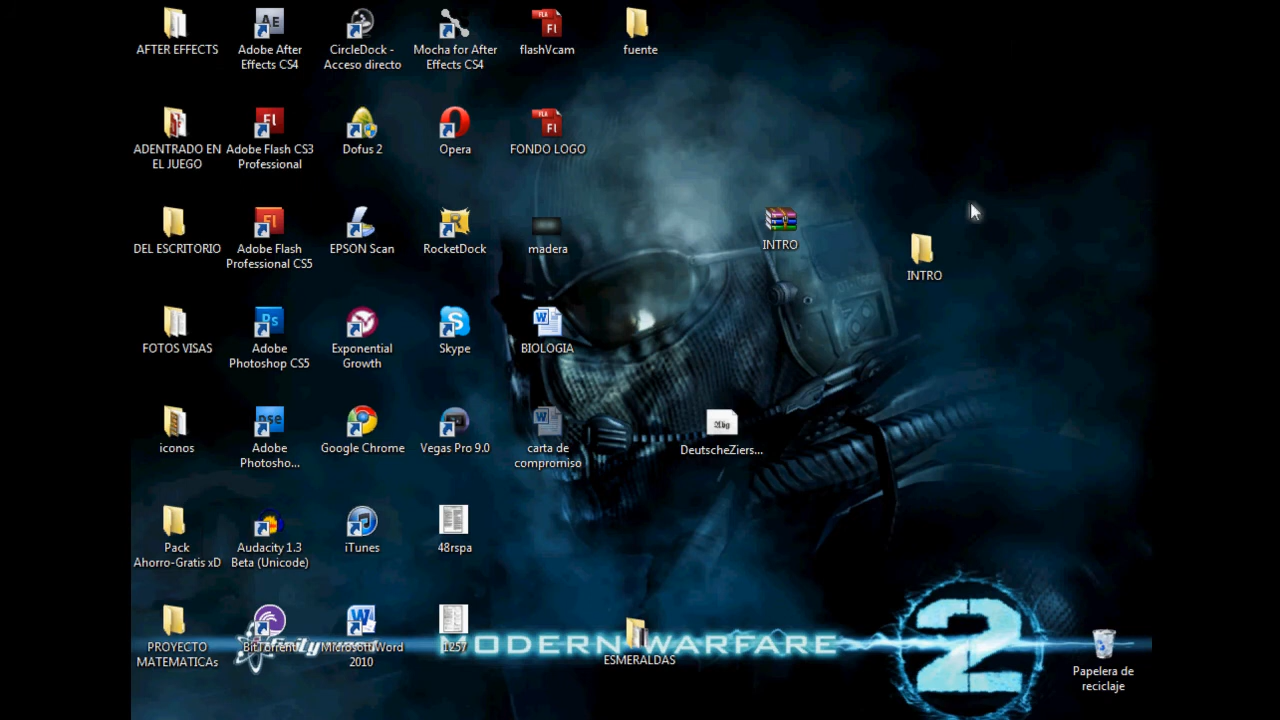 AFTER EFFECTS
Adobe After
Effects CS4
CircleDock -
Acceso directo
Mocha for After
Effects CS4
flashVcam
fuente
ADENTRADO EN
EL JUEGO
Adobe Flash CS3
Professional
Dofus 2
Opera
FONDO LOGO
DEL ESCRITORIO
Adobe Flash
Professional CS5
EPSON Scan
RocketDock
madera
INTRO
INTRO
FOTOS VISAS
Adobe
Photoshop CS5
Exponential
Growth
Skype
BIOLOGIA
iconos
Adobe
Photosho...
Google Chrome
Vegas Pro 9.0
carta de
compromiso
DeutscheZiers...
Pack
Ahorro-Gratis xD
Audacity 1.3
Beta (Unicode)
iTunes
48rspa
PROYECTO
MATEMATICAs
BitTorrent
Microsoft Word
2010
1257
ESMERALDAS
MODERN WARFARE
2
Papelera de
reciclaje